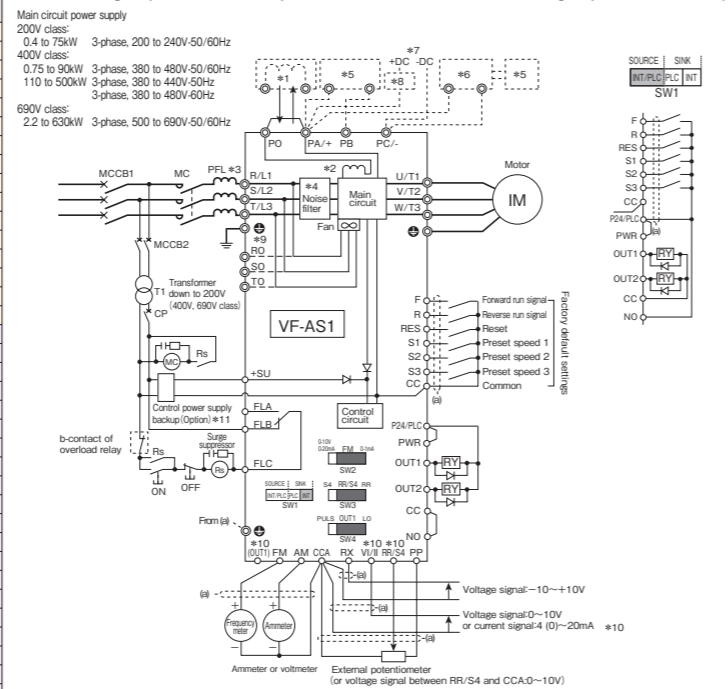 Main circuit power supply
200V class:
0.4 to 75kW 3-phase, 200 to 240V-50/60Hz
400V class:
0.75 to 90kW 3-phase, 380 to 480V-50/60Hz
110 to 500kW 3-phase, 380 to 440V-50Hz
3-phase, 380 to 480V-60Hz
690V class:
2.2 to 630kW 3-phase, 500 to 690V-50/60Hz
*1
*5
*7
+DC -DC
*8
*6
*5
PO PA/+ PB PC/-
SOURCE SINK
INT/PLC PLC INT
SW1
F
R
RES
S1
S2
S3
CC
P24/PLC
(a)
PWR
OUT1 RY
OUT2 RY
CC
NO
MCCB1 MC PFL *3
R/L1
S/L2
T/L3
*4
Noise
filter
*2
Main
circuit
Fan
U/T1
V/T2
W/T3
Motor
IM
*9
RO
SO
TO
MCCB2
T1
Transformer
down to 200V
(400V, 690V class)
CP
VF-AS1
MC
Rs
Control power supply
backup (Option) *11
+SU
FLA
FLB
FLC
Control
circuit
F Forward run signal
R Reverse run signal
RES Reset
S1 Preset speed 1
S2 Preset speed 2
S3 Preset speed 3
CC Common
Factory default settings
(a)
b-contact of
overload relay
Rs
ON
OFF
Surge
suppressor
Rs
0-10V
0-20mA FM 0-1mA
SW2
SOURCE SINK
INT/PLC PLC INT
SW1
S4 RR/S4 RR
SW3
PULS OUT1 LO
SW4
P24/PLC
PWR
OUT1 RY
OUT2 RY
CC
NO
From (a)
*10
(OUT1) FM AM CCA RX VI/II RR/S4 PP
*10 *10
(a)
Frequency
meter
Ammeter
+
−
+
−
Ammeter or voltmeter
(a)
(a)
(a)
Voltage signal:−10~+10V
Voltage signal:0~10V
or current signal:4 (0)~20mA *10
External potentiometer
(or voltage signal between RR/S4 and CCA:0~10V)